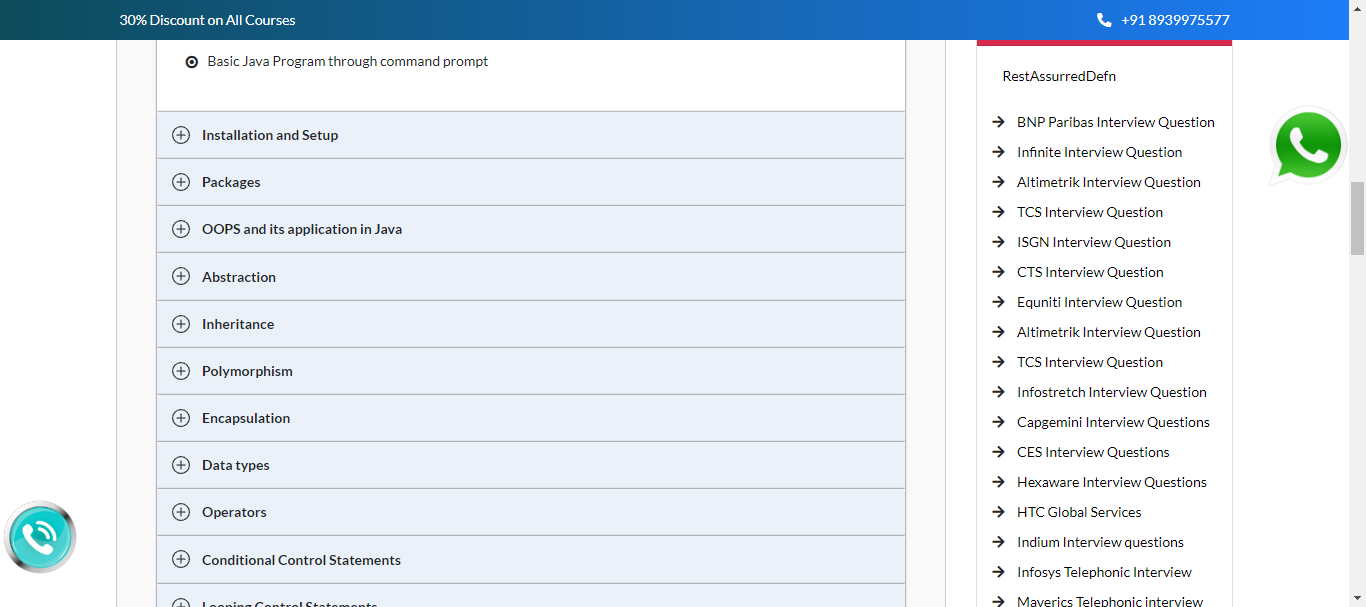 30% Discount on All Courses
+91 8939975577
Basic Java Program through command prompt
Installation and Setup
Packages
OOPS and its application in Java
Abstraction
Inheritance
Polymorphism
Encapsulation
Data types
Operators
Conditional Control Statements
Looping Control Statements
RestAssurredDefn
BNP Paribas Interview Question
Infinite Interview Question
Altimetrik Interview Question
TCS Interview Question
ISGN Interview Question
CTS Interview Question
Equniti Interview Question
Altimetrik Interview Question
TCS Interview Question
Infostretch Interview Question
Capgemini Interview Questions
CES Interview Questions
Hexaware Interview Questions
HTC Global Services
Indium Interview questions
Infosys Telephonic Interview
Maverics Telephonic interview